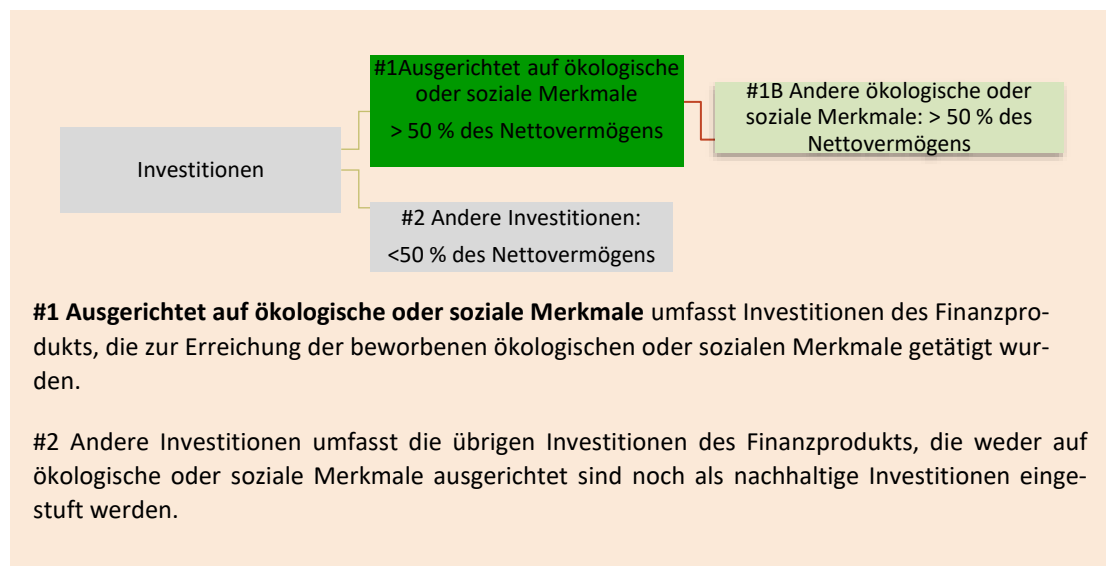 #1Ausgerichtet auf ökologische
oder soziale Merkmale
> 50 % des Nettovermögens
#1B Andere ökologische oder
soziale Merkmale: > 50 % des
Nettovermögens
Investitionen
#2 Andere Investitionen:
<50 % des Nettovermögens
#1 Ausgerichtet auf ökologische oder soziale Merkmale umfasst Investitionen des Finanzpro-
dukts, die zur Erreichung der beworbenen ökologischen oder sozialen Merkmale getätigt wur-
den.
#2 Andere Investitionen umfasst die übrigen Investitionen des Finanzprodukts, die weder auf
ökologische oder soziale Merkmale ausgerichtet sind noch als nachhaltige Investitionen einge-
stuft werden.